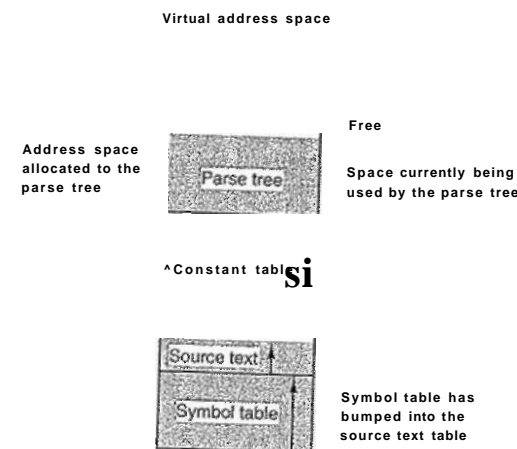 Virtual address space
Free
Address space
allocated to the
parse tree
Parse tree
Space currently being
used by the parse tree
^Constant table
si
Source text
Symbol table
Symbol table has
bumped into the
source text table